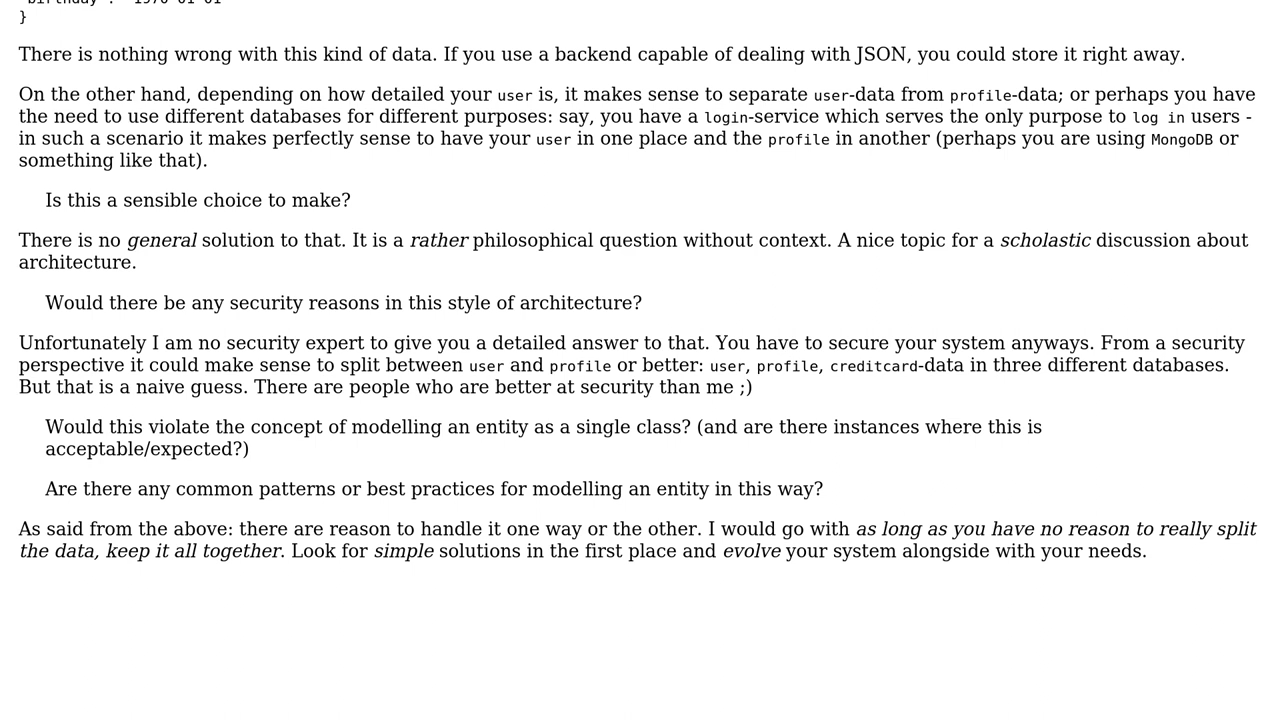 "birthday": "1970-01-01"
}
There is nothing wrong with this kind of data. If you use a backend capable of dealing with JSON, you could store it right away.
On the other hand, depending on how detailed your user is, it makes sense to separate user-data from profile-data; or perhaps you have
the need to use different databases for different purposes: say, you have a login-service which serves the only purpose to log in users -
in such a scenario it makes perfectly sense to have your user in one place and the profile in another (perhaps you are using MongoDB or
something like that).
Is this a sensible choice to make?
There is no general solution to that. It is a rather philosophical question without context. A nice topic for a scholastic discussion about
architecture.
Would there be any security reasons in this style of architecture?
Unfortunately I am no security expert to give you a detailed answer to that. You have to secure your system anyways. From a security
perspective it could make sense to split between user and profile or better: user, profile, creditcard-data in three different databases.
But that is a naive guess. There are people who are better at security than me ;)
Would this violate the concept of modelling an entity as a single class? (and are there instances where this is
acceptable/expected?)
Are there any common patterns or best practices for modelling an entity in this way?
As said from the above: there are reason to handle it one way or the other. I would go with as long as you have no reason to really split
the data, keep it all together. Look for simple solutions in the first place and evolve your system alongside with your needs.